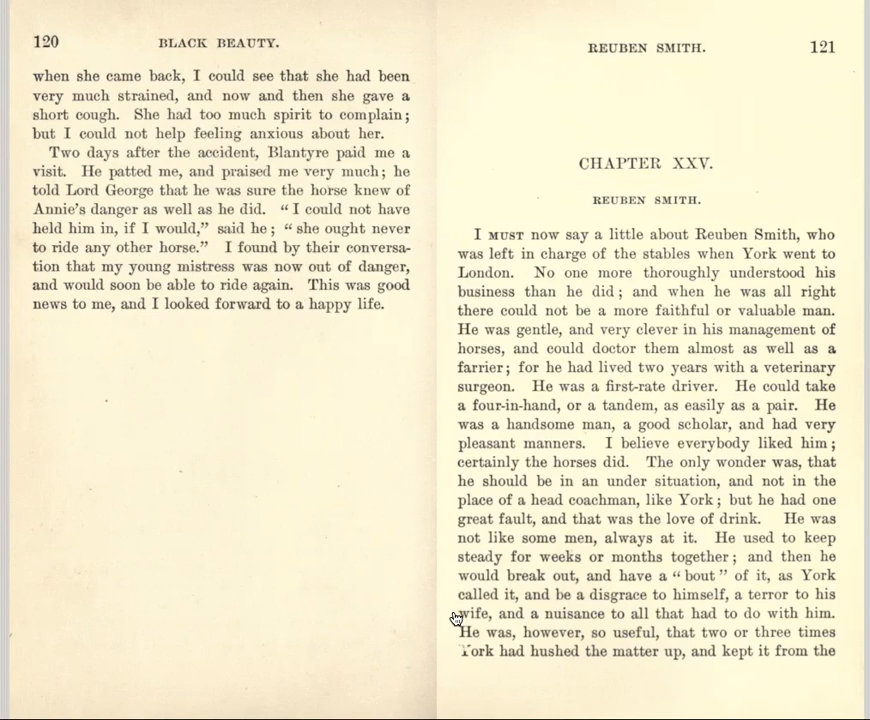 120
BLACK BEAUTY.
when she came back, I could see that she had been
very much strained, and now and then she gave a
short cough. She had too much spirit to complain;
but I could not help feeling anxious about her.
Two days after the accident, Blantyre paid me a
visit. He patted me, and praised me very much; he
told Lord George that he was sure the horse knew of
Annie's danger as well as he did. "I could not have
held him in, if I would," said he; "she ought never
to ride any other horse." I found by their conversa-
tion that my young mistress was now out of danger,
and would soon be able to ride again. This was good
news to me, and I looked forward to a happy life.
REUBEN SMITH.
121
CHAPTER XXV.
REUBEN SMITH.
I MUST now say a little about Reuben Smith, who
was left in charge of the stables when York went to
London. No one more thoroughly understood his
business than he did; and when he was all right
there could not be a more faithful or valuable man.
He was gentle, and very clever in his management of
horses, and could doctor them almost as well as a
farrier; for he had lived two years with a veterinary
surgeon. He was a first-rate driver. He could take
a four-in-hand, or a tandem, as easily as a pair. He
was a handsome man, a good scholar, and had very
pleasant manners. I believe everybody liked him;
certainly the horses did. The only wonder was, that
he should be in an under situation, and not in the
place of a head coachman, like York; but he had one
great fault, and that was the love of drink. He was
not like some men, always at it. He used to keep
steady for weeks or months together; and then he
would break out, and have a "bout" of it, as York
called it, and be a disgrace to himself, a terror to his
wife, and a nuisance to all that had to do with him.
He was, however, so useful, that two or three times
York had hushed the matter up, and kept it from the